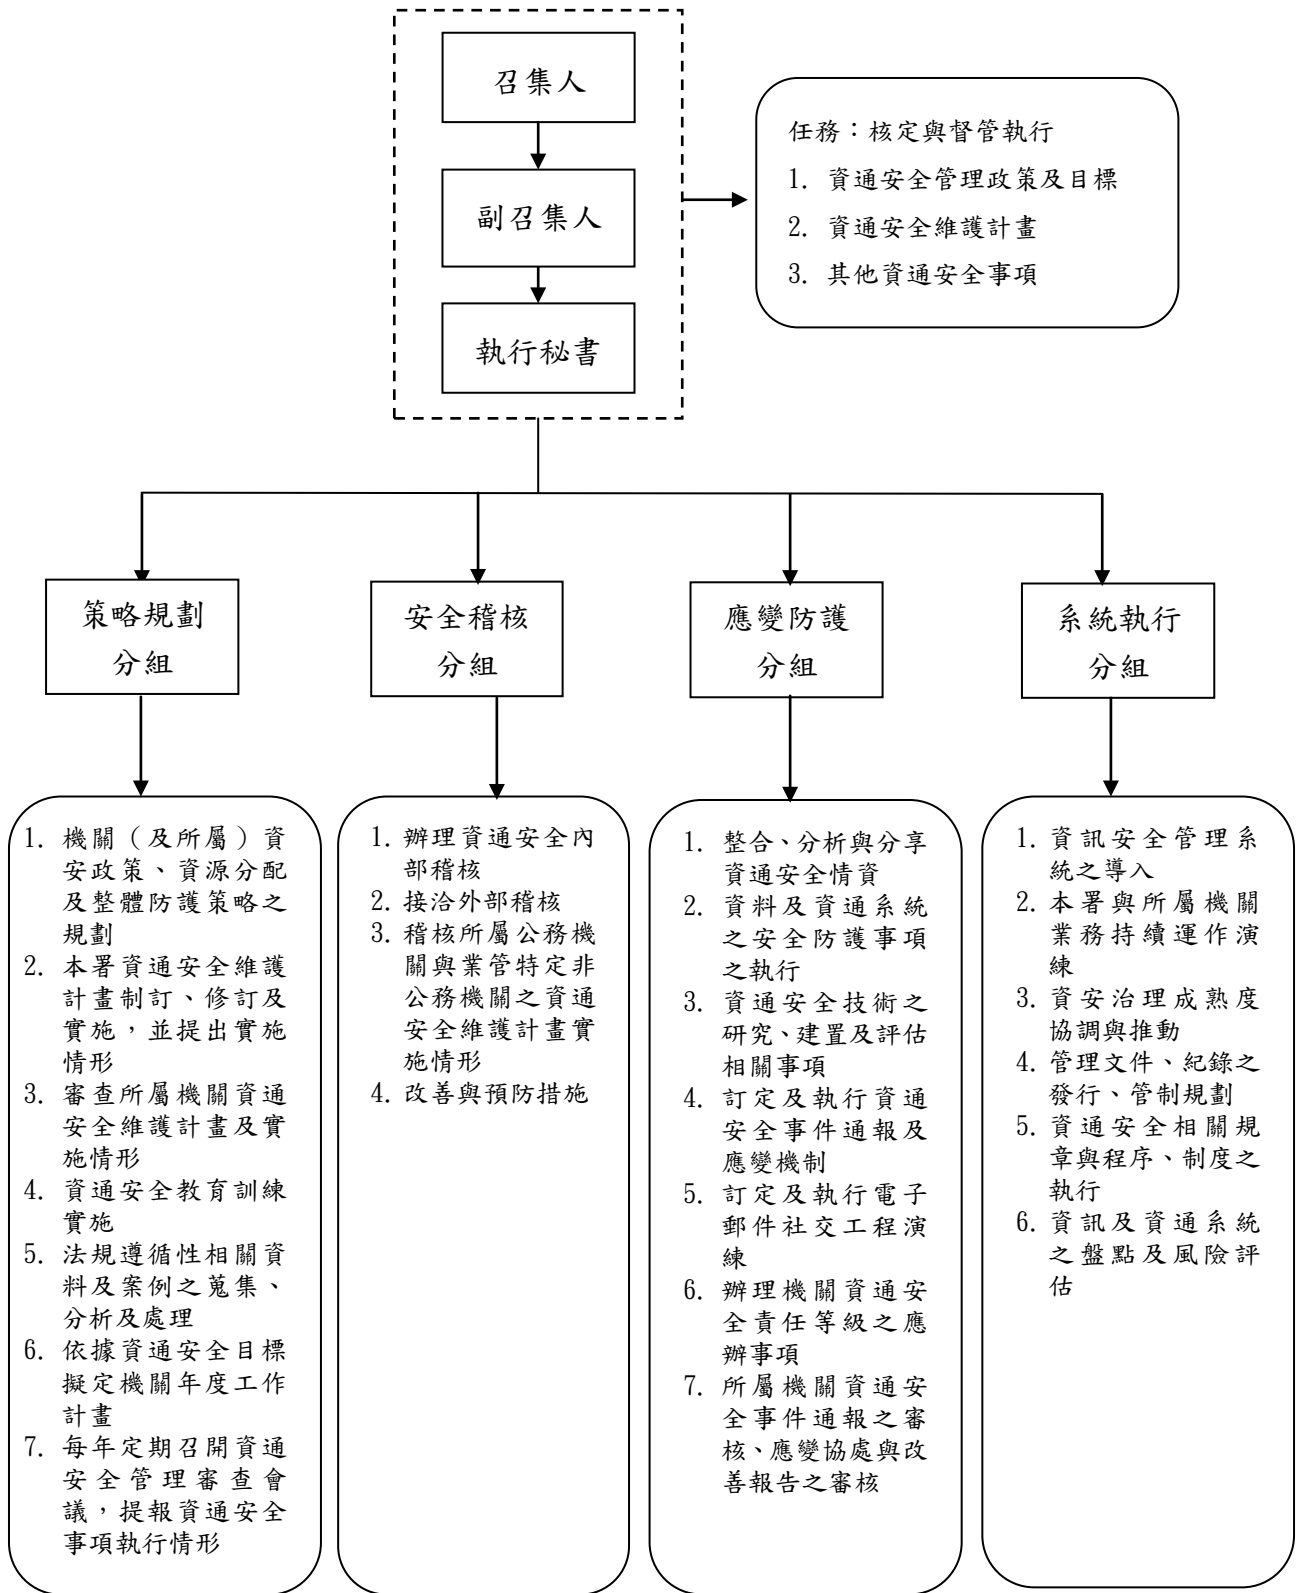 召集人
副召集人
執行秘書
任務：核定與督管執行
1. 資通安全管理政策及目標
2. 資通安全維護計畫
3. 其他資通安全事項
策略規劃
分組
安全稽核
分組
應變防護
分組
系統執行
分組
1. 機關（及所屬）資
安政策、資源分配
及整體防護策略之
規劃
2. 本署資通安全維護
計畫制訂、修訂及
實施，並提出實施
情形
3. 審查所屬機關資通
安全維護計畫及實
施情形
4. 資通安全教育訓練
實施
5. 法規遵循性相關資
料及案例之蒐集、
分析及處理
6. 依據資通安全目標
擬定機關年度工作
計畫
7. 每年定期召開資通
安全管理審查會
議，提報資通安全
事項執行情形
1. 辦理資通安全內
部稽核
2. 接洽外部稽核
3. 稽核所屬公務機
關與業管特定非
公務機關之資通
安全維護計畫實
施情形
4. 改善與預防措施
1. 整合、分析與分享
資通安全情資
2. 資料及資通系統
之安全防護事項
之執行
3. 資通安全技術之
研究、建置及評估
相關事項
4. 訂定及執行資通
安全事件通報及
應變機制
5. 訂定及執行電子
郵件社交工程演
練
6. 辦理機關資通安
全責任等級之應
辦事項
7. 所屬機關資通安
全事件通報之審
核、應變協處與改
善報告之審核
1. 資訊安全管理系
統之導入
2. 本署與所屬機關
業務持續運作演
練
3. 資安治理成熟度
協調與推動
4. 管理文件、紀錄之
發行、管制規劃
5. 資通安全相關規
章與程序、制度之
執行
6. 資訊及資通系統
之盤點及風險評
估